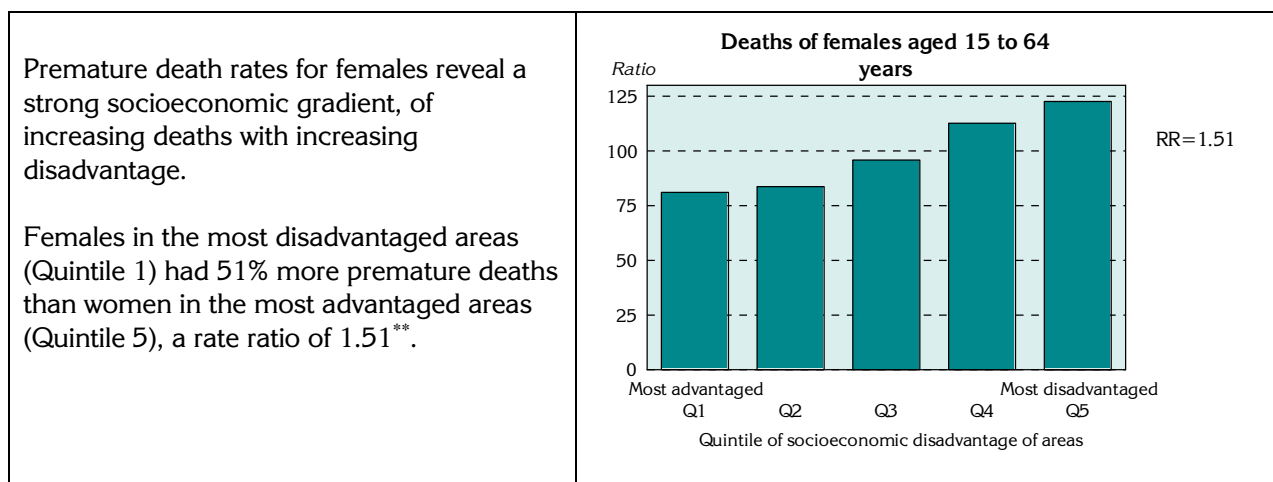 Premature death rates for females reveal a
strong socioeconomic gradient, of
increasing deaths with increasing
disadvantage.
Females in the most disadvantaged areas
(Quintile 1) had 51% more premature deaths
than women in the most advantaged areas
(Quintile 5), a rate ratio of 1.51**.
Deaths of females aged 15 to 64
years
Ratio
125
100
75
50
25
0
RR=1.51
Most advantaged Most disadvantaged
Q1 Q2 Q3 Q4 Q5
Quintile of socioeconomic disadvantage of areas